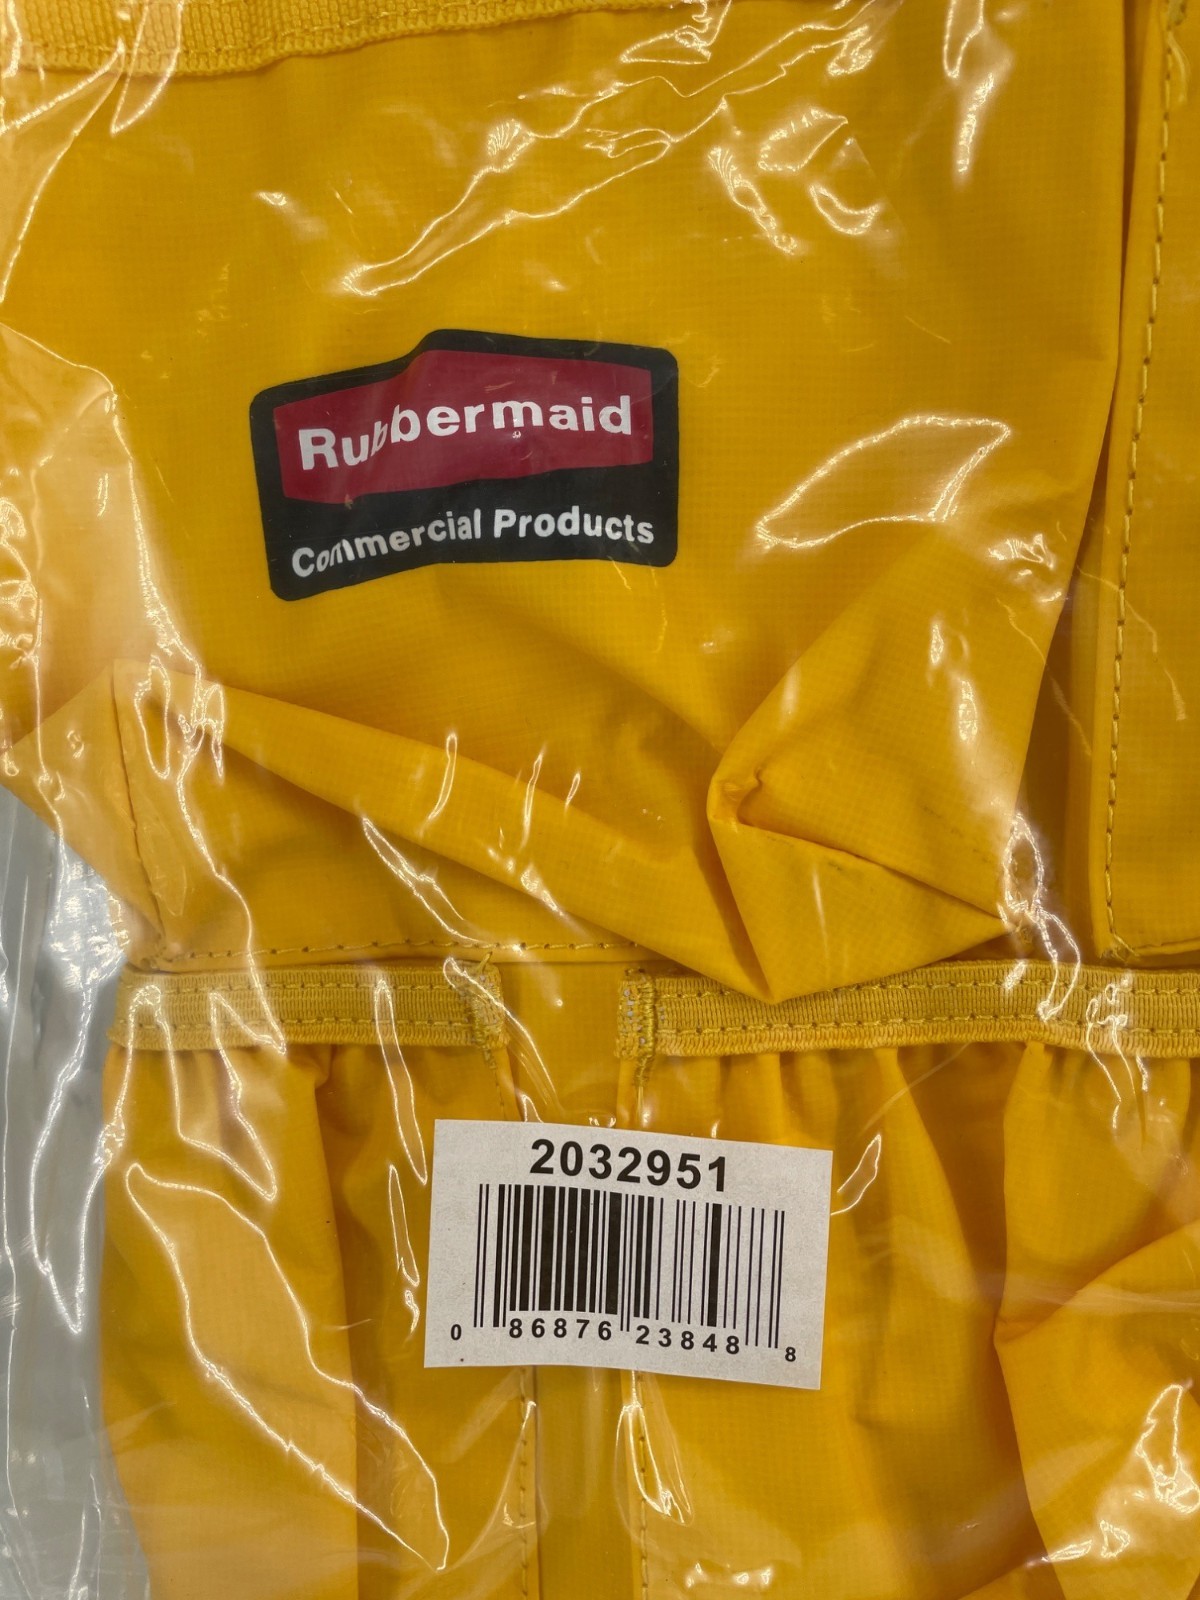 Rubbermaid
Commercial Products
2032951
0 86876 23848 8